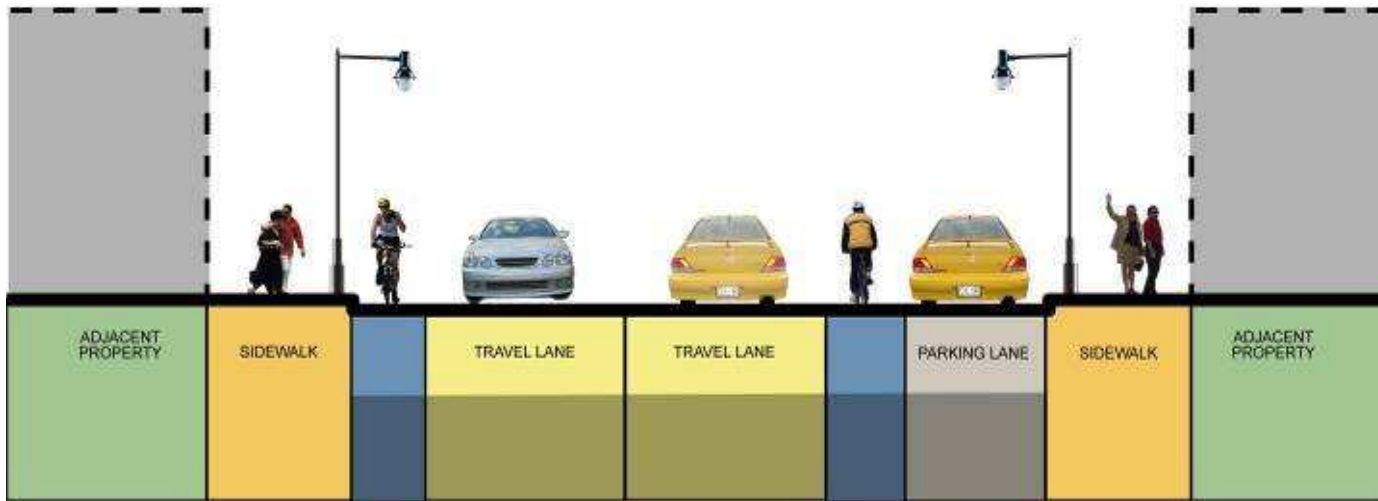 ADJACENT
PROPERTY
SIDEWALK
TRAVEL LANE
TRAVEL LANE
PARKING LANE
SIDEWALK
ADJACENT
PROPERTY